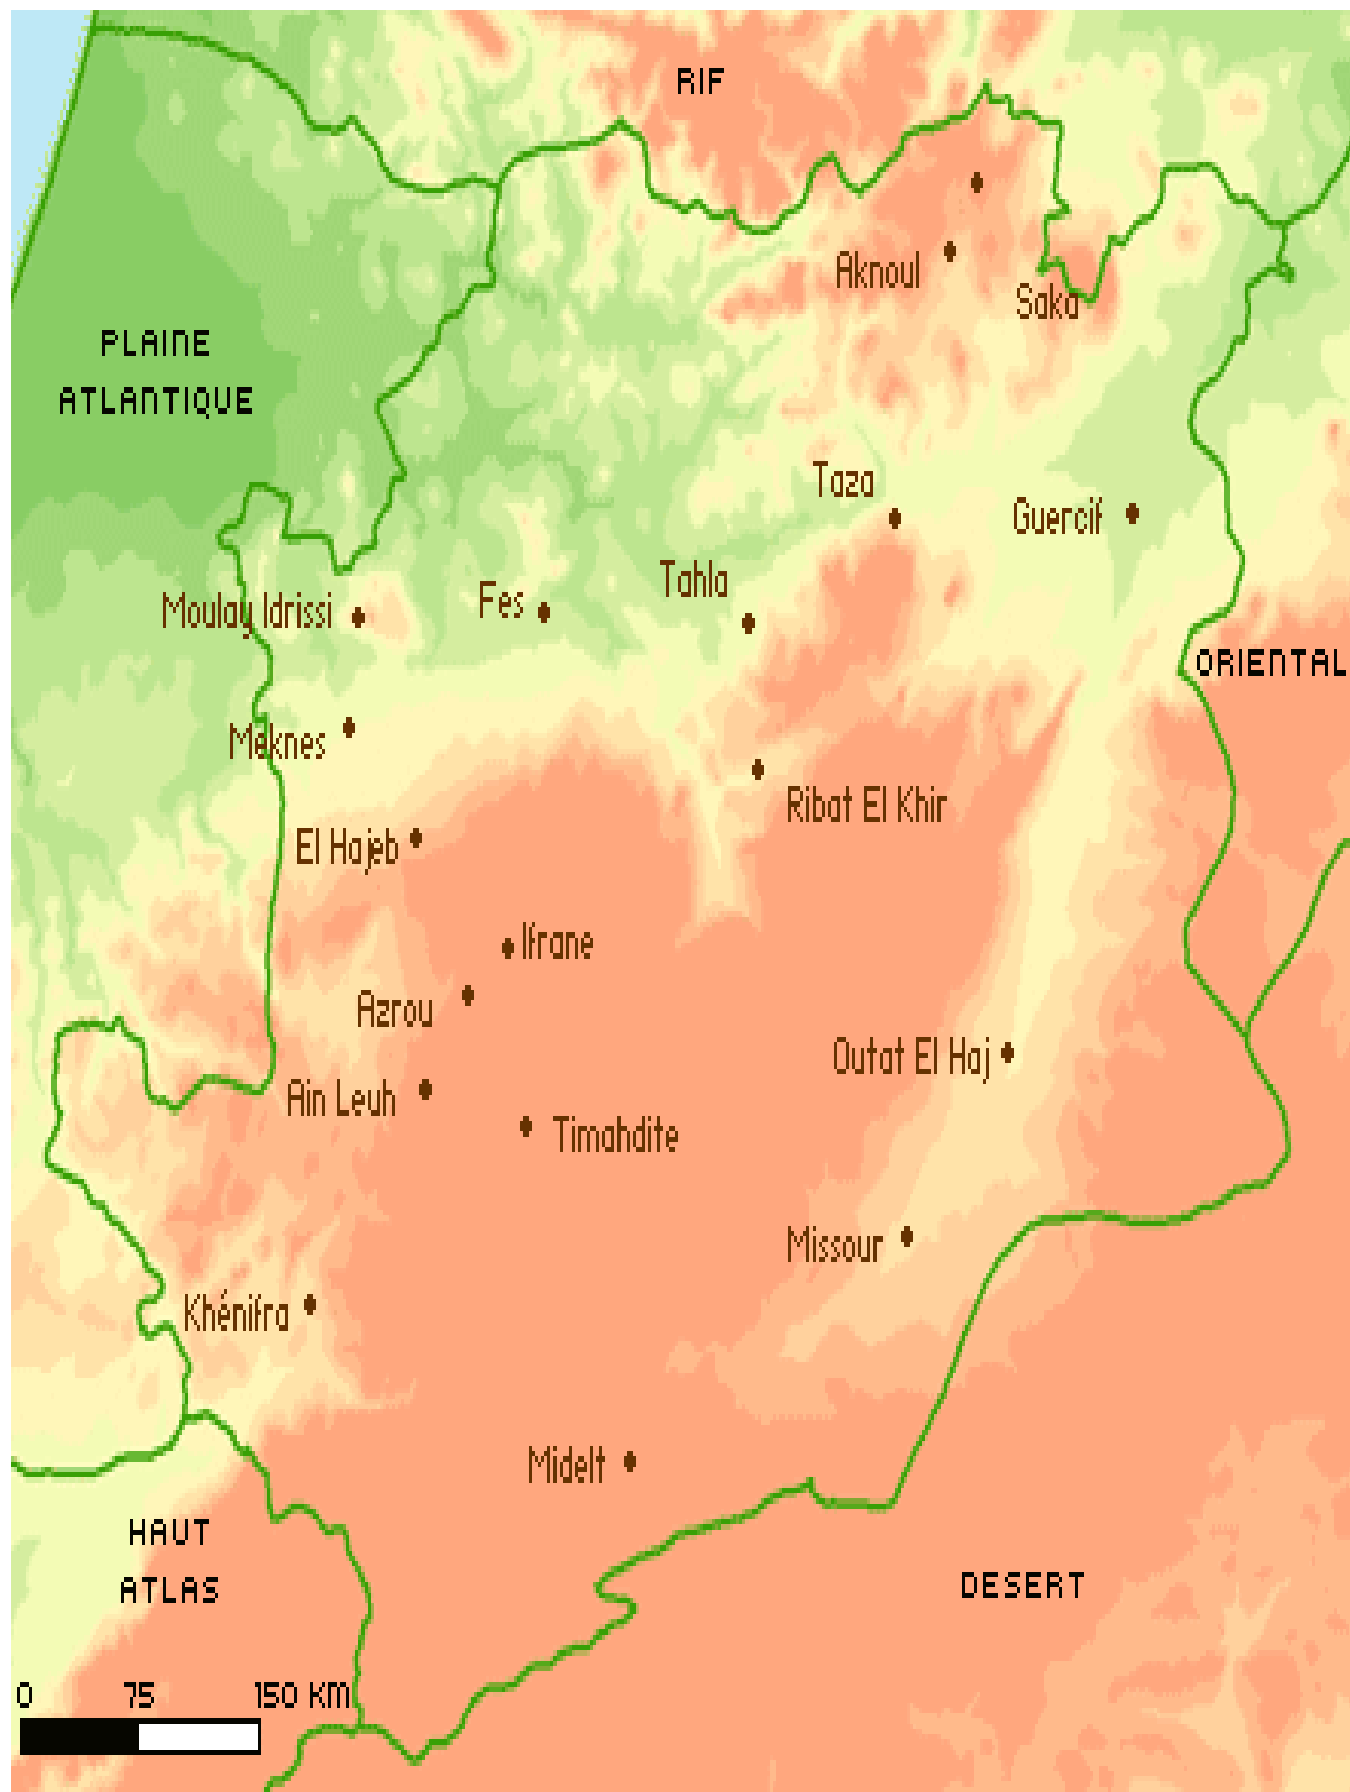 RIF
Aknoul
Saka
PLAINE
ATLANTIQUE
Taza
Guercif
Tahla
Fes
Moulay Idrissi
ORIENTAL
Meknes
Ribat El Khir
El Hajeb
Ifrane
Azrou
Outat El Haj
Ain Leuh
Timahdite
Missour
Khénifra
Midelt
HAUT
ATLAS
DESERT
0 75 150 KM